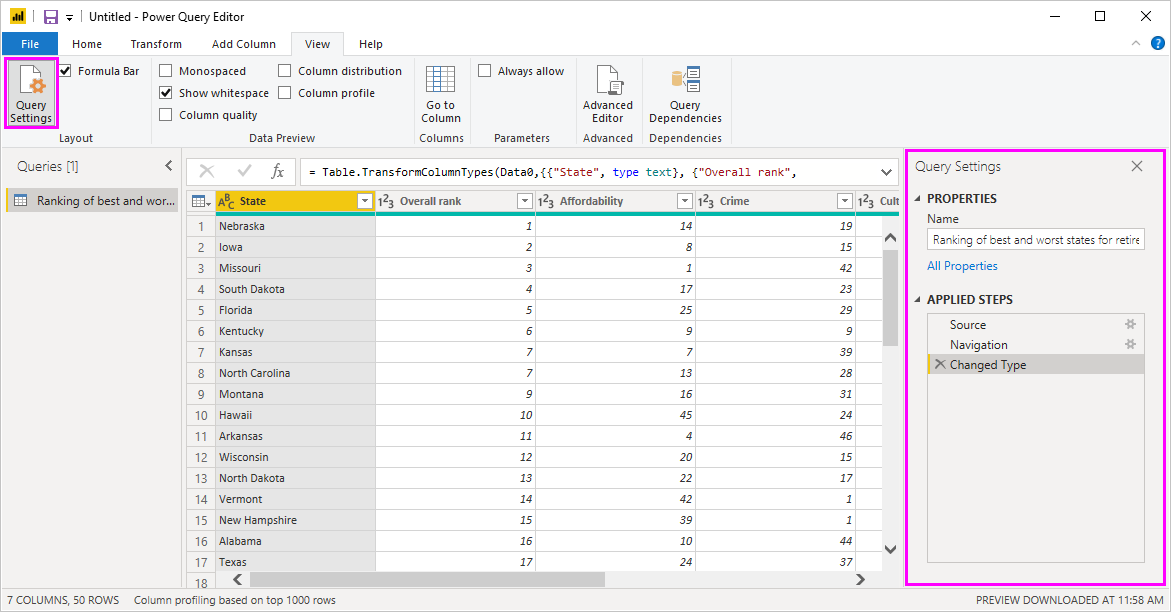 Untitled - Power Query Editor
File Home Transform Add Column View Help
Query Settings
Formula Bar
Layout
Monospaced
Show whitespace
Column quality
Column distribution
Column profile
Data Preview
Go to Column
Columns
Always allow
Parameters
Advanced Editor
Advanced
Query Dependencies
Dependencies
Queries [1]
Ranking of best and wor...
fx = Table.TransformColumnTypes(Data0,{{"State", type text}, {"Overall rank",
ABC State 123 Overall rank 123 Affordability 123 Crime 123 Cult
1 Nebraska 1 14 19
2 Iowa 2 8 15
3 Missouri 3 1 42
4 South Dakota 4 17 23
5 Florida 5 25 29
6 Kentucky 6 9 9
7 Kansas 7 7 39
8 North Carolina 7 13 28
9 Montana 9 16 31
10 Hawaii 10 45 24
11 Arkansas 11 4 46
12 Wisconsin 12 20 15
13 North Dakota 13 22 17
14 Vermont 14 42 1
15 New Hampshire 15 39 1
16 Alabama 16 10 44
17 Texas 17 24 37
18
Query Settings
PROPERTIES
Name
Ranking of best and worst states for retire
All Properties
APPLIED STEPS
Source
Navigation
Changed Type
7 COLUMNS, 50 ROWS Column profiling based on top 1000 rows PREVIEW DOWNLOADED AT 11:58 AM